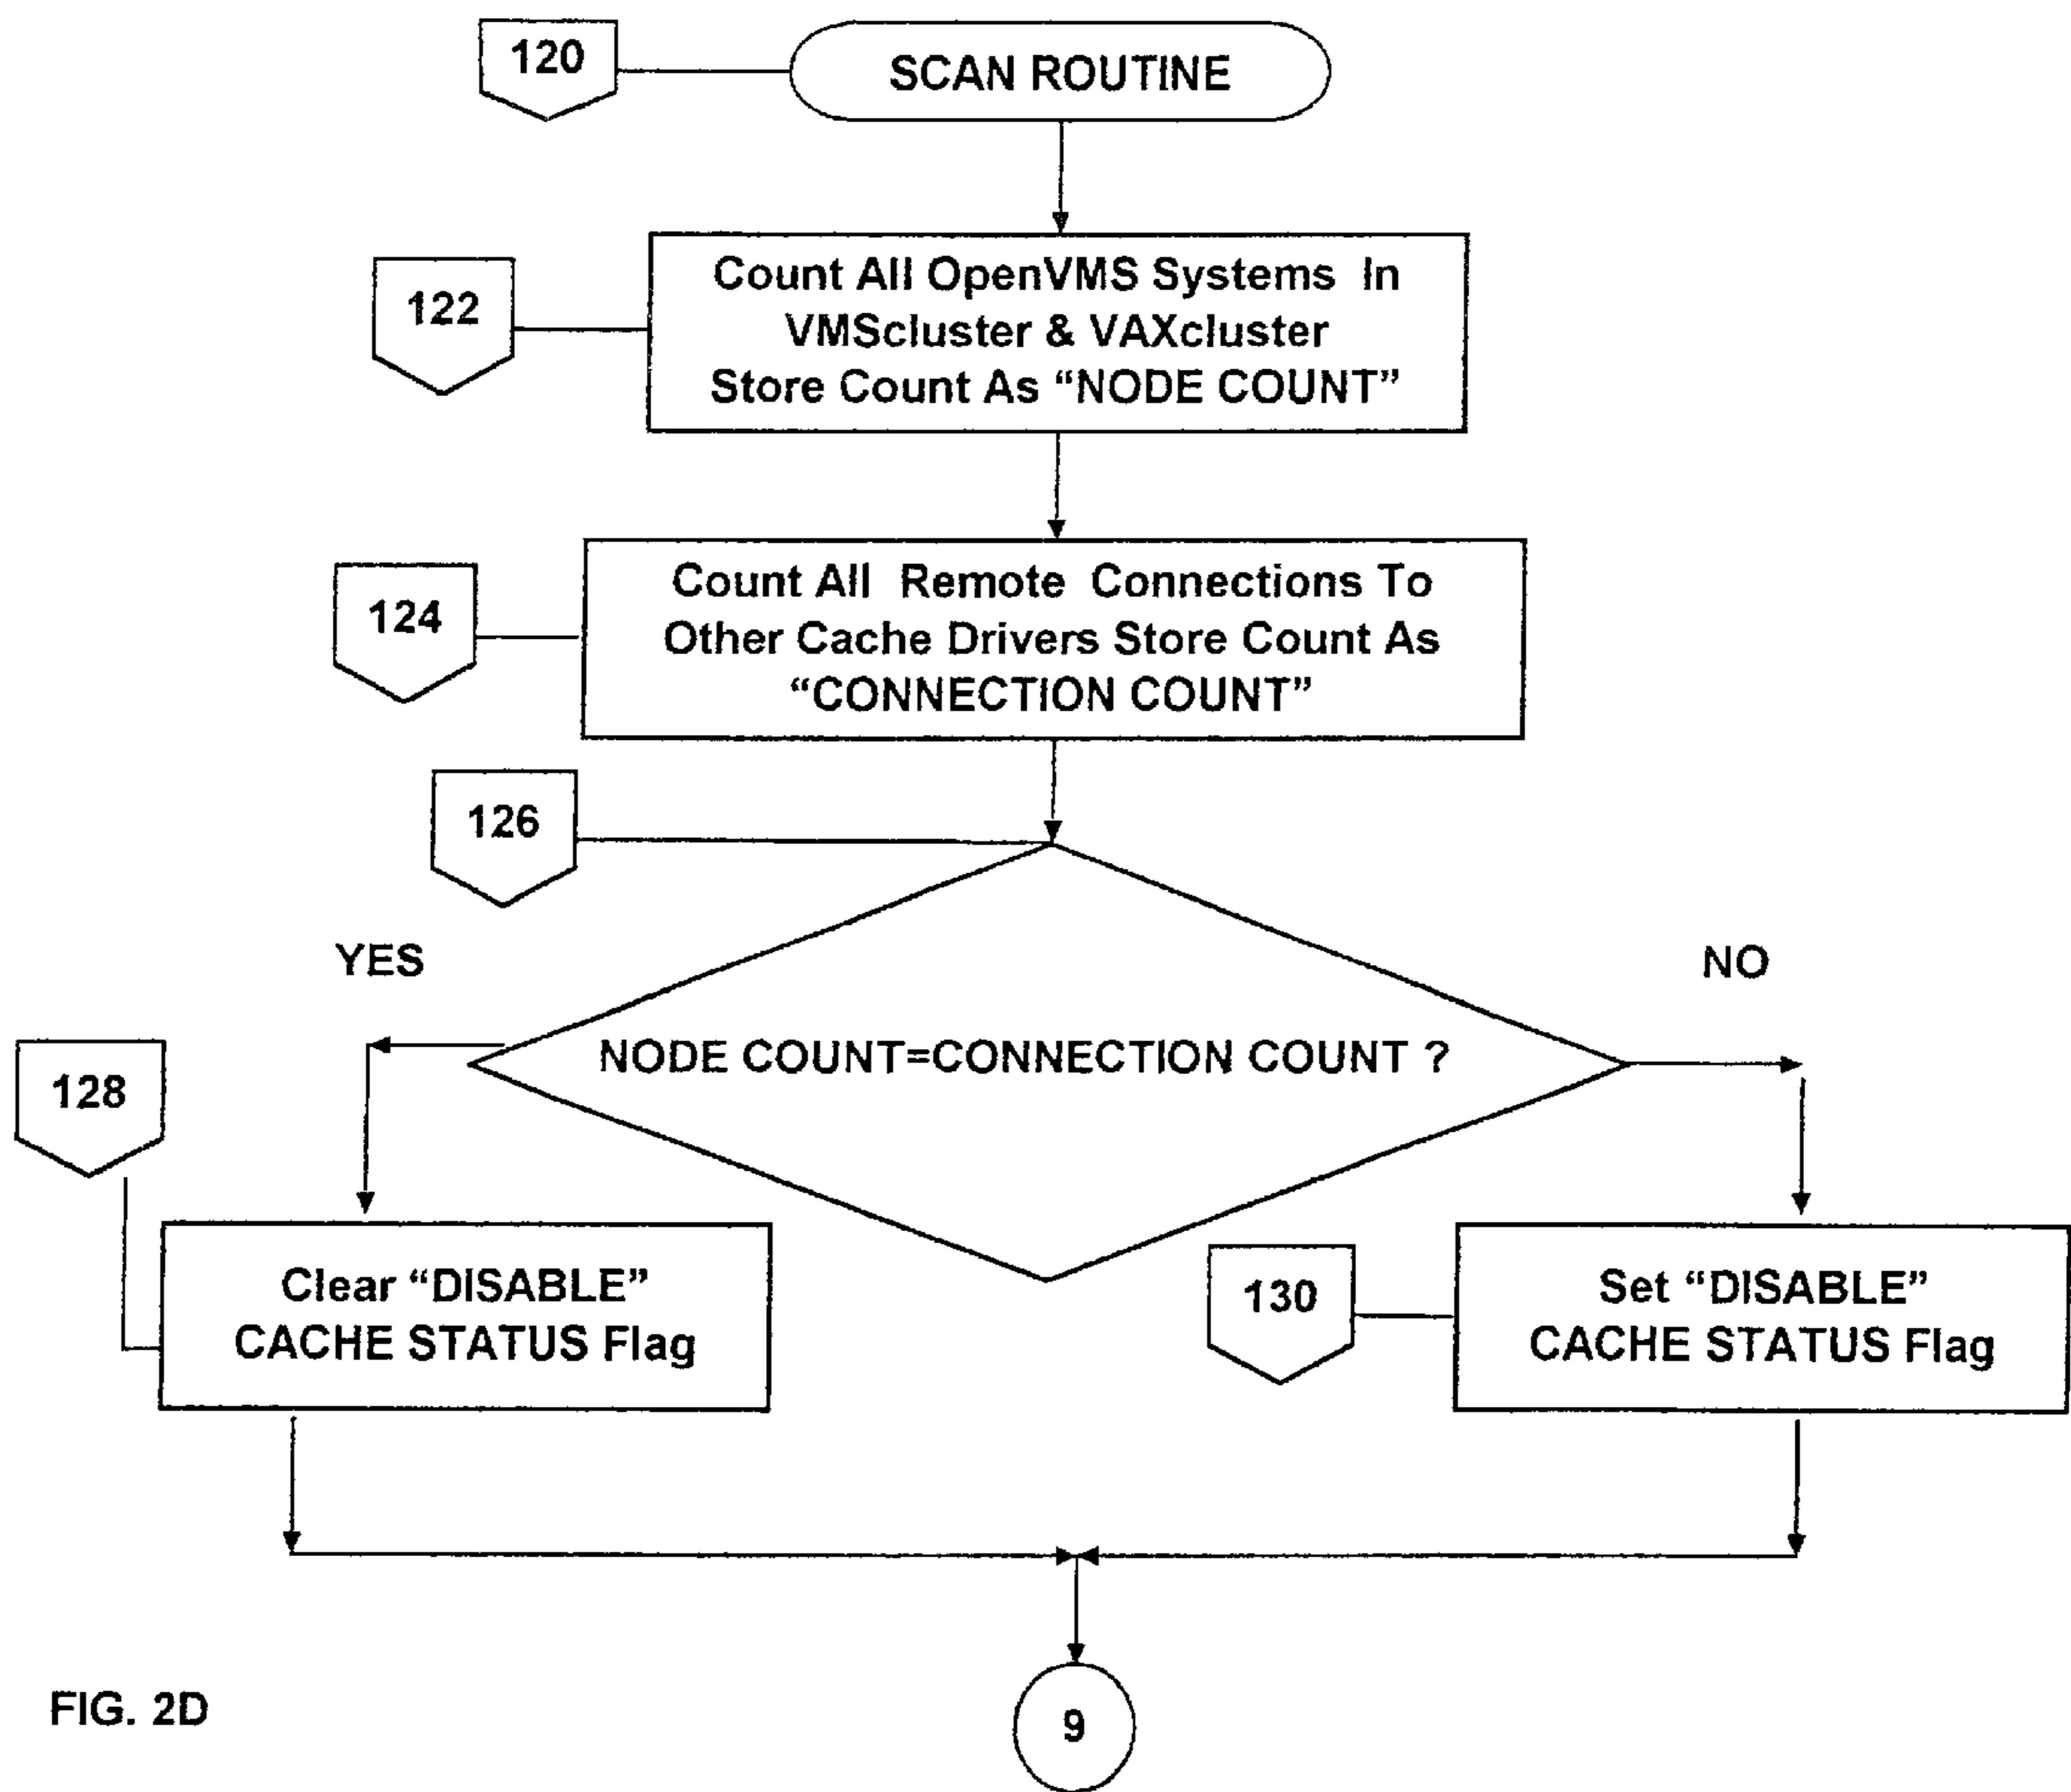 120
SCAN ROUTINE
122
Count All OpenVMS Systems In
VMScluster & VAXcluster
Store Count As “NODE COUNT”
124
Count All Remote Connections To
Other Cache Drivers Store Count As
“CONNECTION COUNT”
126
YES
NO
NODE COUNT=CONNECTION COUNT ?
128
Clear “DISABLE”
CACHE STATUS Flag
130
Set “DISABLE”
CACHE STATUS Flag
FIG. 2D
9